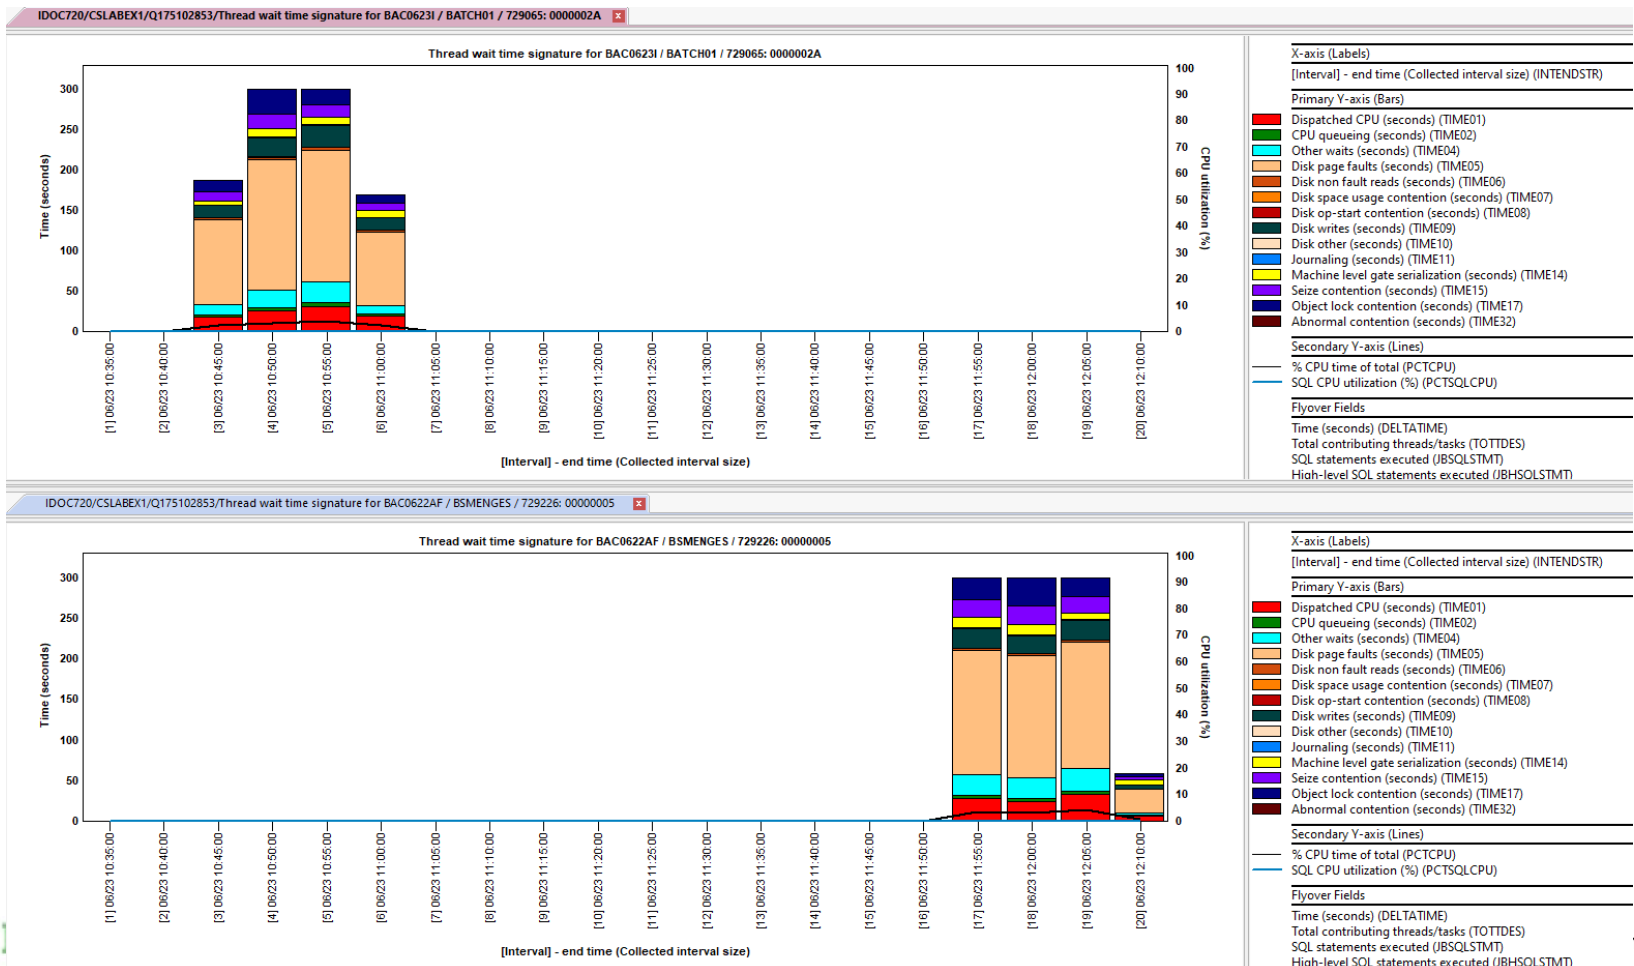 IDOC720/CSLABEX1/Q175102853/Thread wait time signature for BAC0623I / BATCH01 / 729065: 0000002A
Thread wait time signature for BAC0623I / BATCH01 / 729065: 0000002A
Time (seconds)
300
250
200
150
100
50
0
100
90
80
70
60
50
40
30
20
10
0
CPU utilization (%)
[1] 06/23 10:35:00
[2] 06/23 10:40:00
[3] 06/23 10:45:00
[4] 06/23 10:50:00
[5] 06/23 10:55:00
[6] 06/23 11:00:00
[7] 06/23 11:05:00
[8] 06/23 11:10:00
[9] 06/23 11:15:00
[10] 06/23 11:20:00
[11] 06/23 11:25:00
[12] 06/23 11:30:00
[13] 06/23 11:35:00
[14] 06/23 11:40:00
[15] 06/23 11:45:00
[16] 06/23 11:50:00
[17] 06/23 11:55:00
[18] 06/23 12:00:00
[19] 06/23 12:05:00
[20] 06/23 12:10:00
[Interval] - end time (Collected interval size)
X-axis (Labels)
[Interval] - end time (Collected interval size) (INTENDSTR)
Primary Y-axis (Bars)
Dispatched CPU (seconds) (TIME01)
CPU queueing (seconds) (TIME02)
Other waits (seconds) (TIME04)
Disk page faults (seconds) (TIME05)
Disk non fault reads (seconds) (TIME06)
Disk space usage contention (seconds) (TIME07)
Disk op-start contention (seconds) (TIME08)
Disk writes (seconds) (TIME09)
Disk other (seconds) (TIME10)
Journaling (seconds) (TIME11)
Machine level gate serialization (seconds) (TIME14)
Seize contention (seconds) (TIME15)
Object lock contention (seconds) (TIME17)
Abnormal contention (seconds) (TIME32)
Secondary Y-axis (Lines)
% CPU time of total (PCTCPU)
SQL CPU utilization (%) (PCTSQLCPU)
Flyover Fields
Time (seconds) (DELTATIME)
Total contributing threads/tasks (TOTTDES)
SQL statements executed (JBSQLSTMT)
High-level SQL statements executed (JBHSQLSTMT)
IDOC720/CSLABEX1/Q175102853/Thread wait time signature for BAC0622AF / BSMENGES / 729226: 00000005
Thread wait time signature for BAC0622AF / BSMENGES / 729226: 00000005
Time (seconds)
300
250
200
150
100
50
0
100
90
80
70
60
50
40
30
20
10
0
CPU utilization (%)
[1] 06/23 10:35:00
[2] 06/23 10:40:00
[3] 06/23 10:45:00
[4] 06/23 10:50:00
[5] 06/23 10:55:00
[6] 06/23 11:00:00
[7] 06/23 11:05:00
[8] 06/23 11:10:00
[9] 06/23 11:15:00
[10] 06/23 11:20:00
[11] 06/23 11:25:00
[12] 06/23 11:30:00
[13] 06/23 11:35:00
[14] 06/23 11:40:00
[15] 06/23 11:45:00
[16] 06/23 11:50:00
[17] 06/23 11:55:00
[18] 06/23 12:00:00
[19] 06/23 12:05:00
[20] 06/23 12:10:00
[Interval] - end time (Collected interval size)
X-axis (Labels)
[Interval] - end time (Collected interval size) (INTENDSTR)
Primary Y-axis (Bars)
Dispatched CPU (seconds) (TIME01)
CPU queueing (seconds) (TIME02)
Other waits (seconds) (TIME04)
Disk page faults (seconds) (TIME05)
Disk non fault reads (seconds) (TIME06)
Disk space usage contention (seconds) (TIME07)
Disk op-start contention (seconds) (TIME08)
Disk writes (seconds) (TIME09)
Disk other (seconds) (TIME10)
Journaling (seconds) (TIME11)
Machine level gate serialization (seconds) (TIME14)
Seize contention (seconds) (TIME15)
Object lock contention (seconds) (TIME17)
Abnormal contention (seconds) (TIME32)
Secondary Y-axis (Lines)
% CPU time of total (PCTCPU)
SQL CPU utilization (%) (PCTSQLCPU)
Flyover Fields
Time (seconds) (DELTATIME)
Total contributing threads/tasks (TOTTDES)
SQL statements executed (JBSQLSTMT)
High-level SQL statements executed (JBHSQLSTMT)